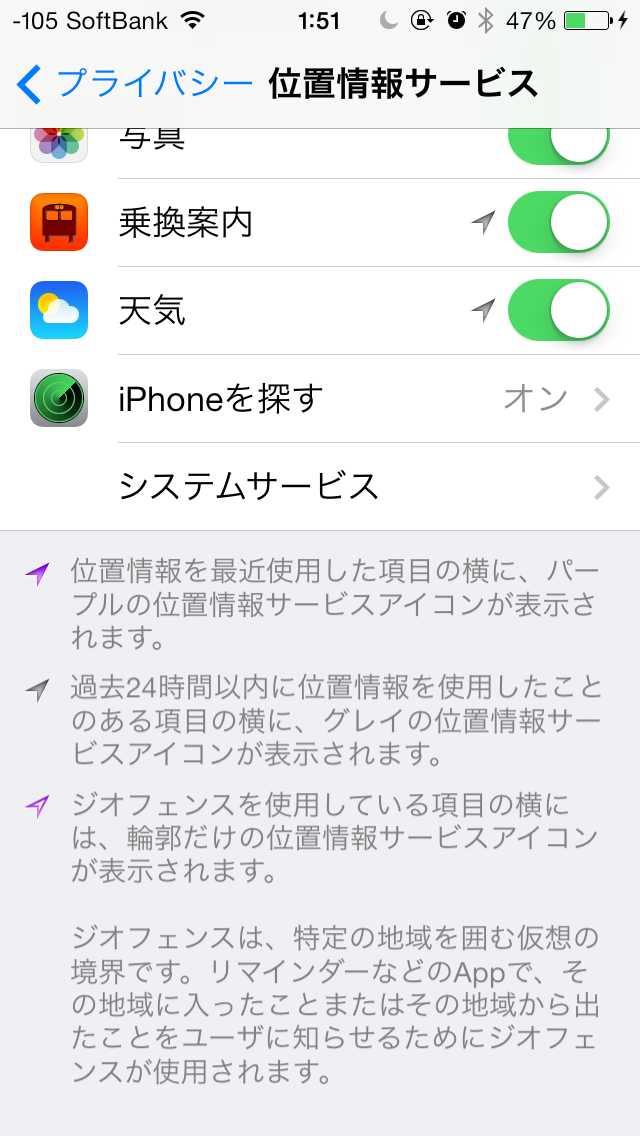 -105 SoftBank 1:51 47%
プライバシー 位置情報サービス
写真
乗換案内
天気
iPhoneを探す オン
システムサービス
位置情報を最近使用した項目の横に、パー
プルの位置情報サービスアイコンが表示さ
れます。
過去24時間以内に位置情報を使用したこと
のある項目の横に、グレイの位置情報サー
ビスアイコンが表示されます。
ジオフェンスを使用している項目の横に
は、輪郭だけの位置情報サービスアイコン
が表示されます。
ジオフェンスは、特定の地域を囲む仮想の
境界です。リマインダーなどのAppで、そ
の地域に入ったことまたはその地域から出
たことをユーザに知らせるためにジオフェ
ンスが使用されます。